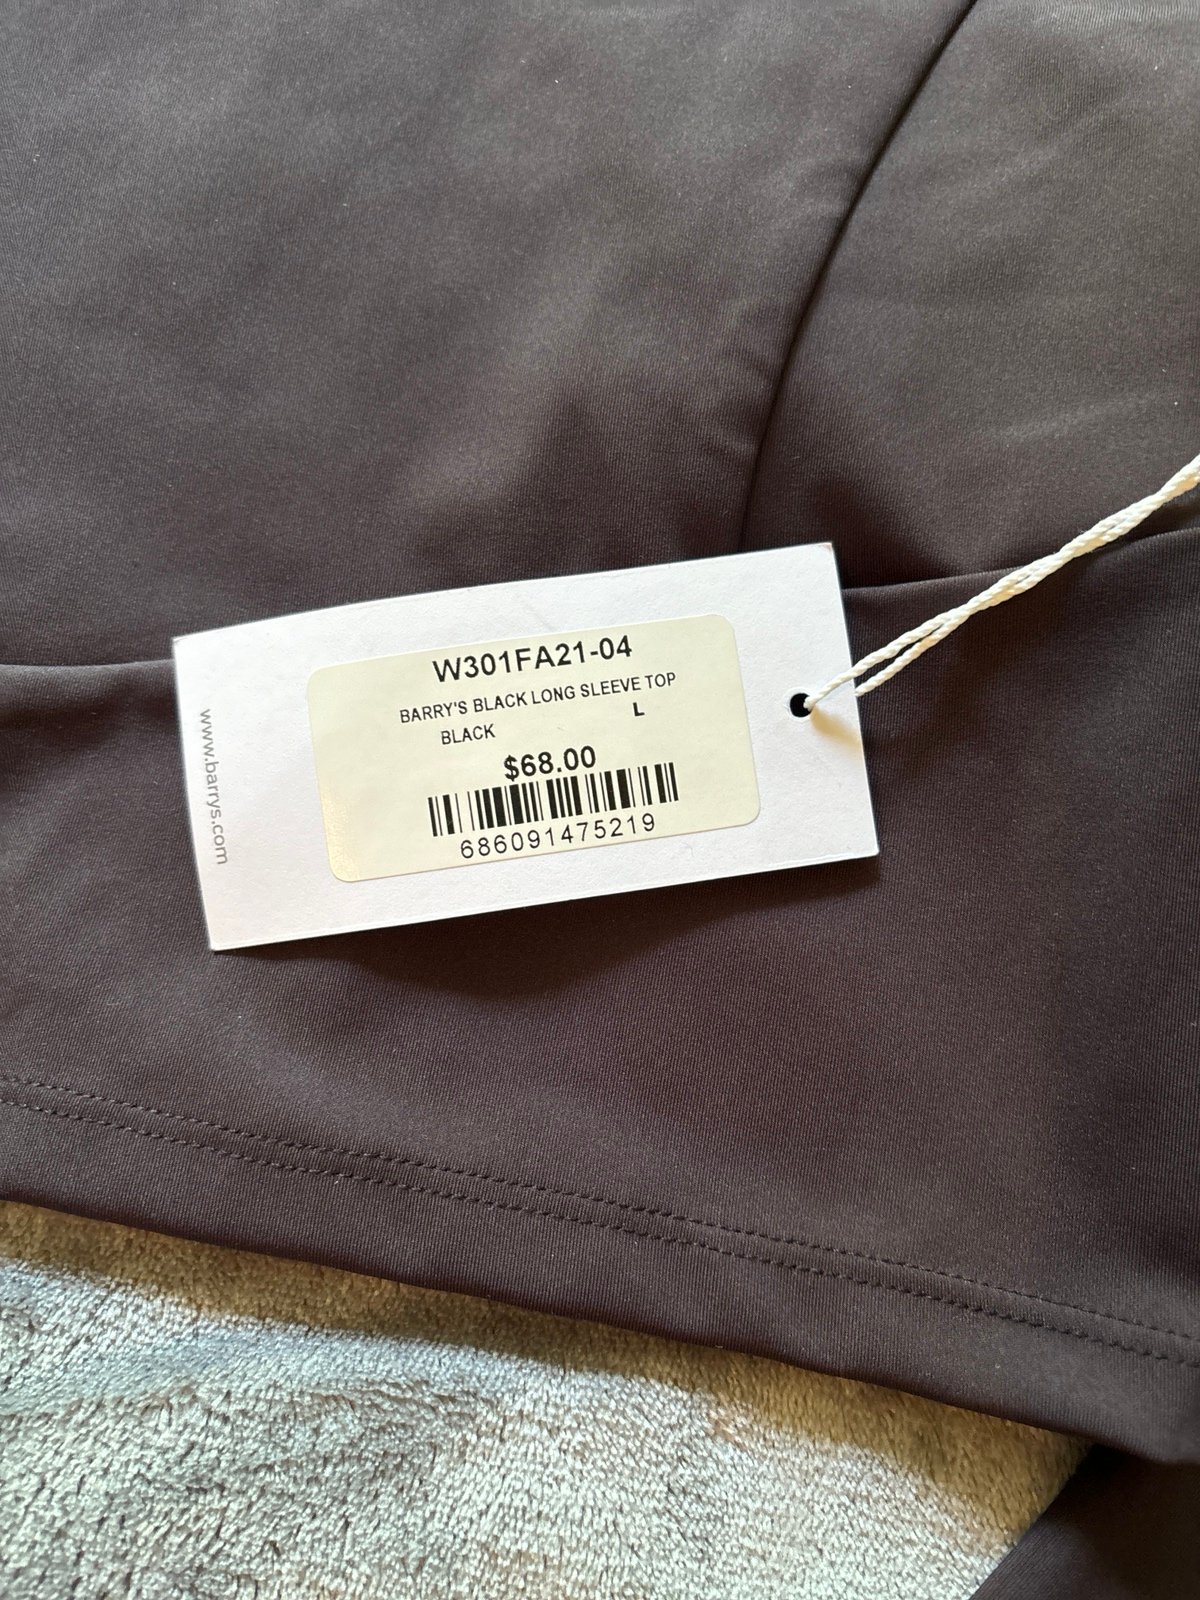 W301FA21-04
BARRY'S BLACK LONG SLEEVE TOP
BLACK L
$68.00
686091475219
www.barrys.com